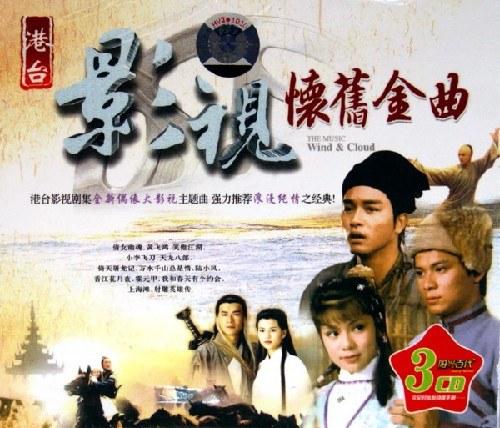 港台
影视
懷舊金曲
THE MUSIC
Wind & Cloud
港台影视剧集全新偶像大影视主题曲 强力推荐浪漫纯情之经典!
倩女幽魂、黄飞鸿、笑傲江湖
小李飞刀、天龙八部、
倚天屠龙记、万水千山总是情、陆小凤、
香江花月夜、霍元甲、我和春天有个约会、
上海滩、射雕英雄传
3CD